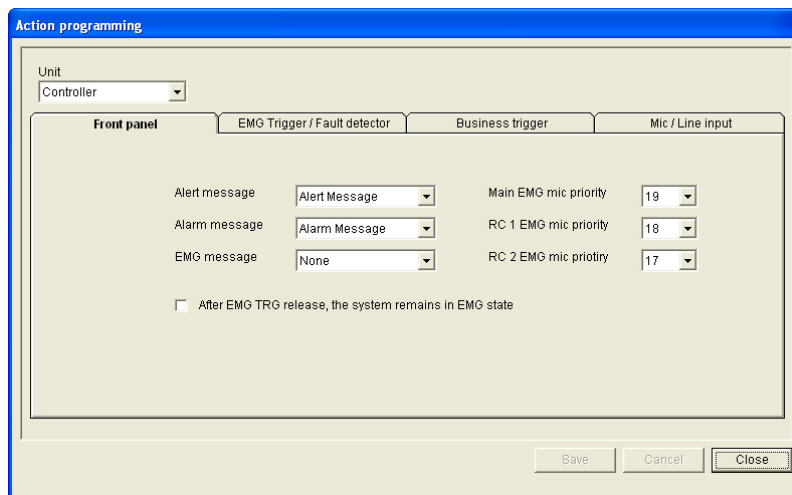 Action programming
Unit
Controller
Front panel EMG Trigger / Fault detector Business trigger Mic / Line input
Alert message Alert Message Main EMG mic priority 19
Alarm message Alarm Message RC 1 EMG mic priority 18
EMG message None RC 2 EMG mic priotiry 17
After EMG TRG release, the system remains in EMG state
Save Cancel Close